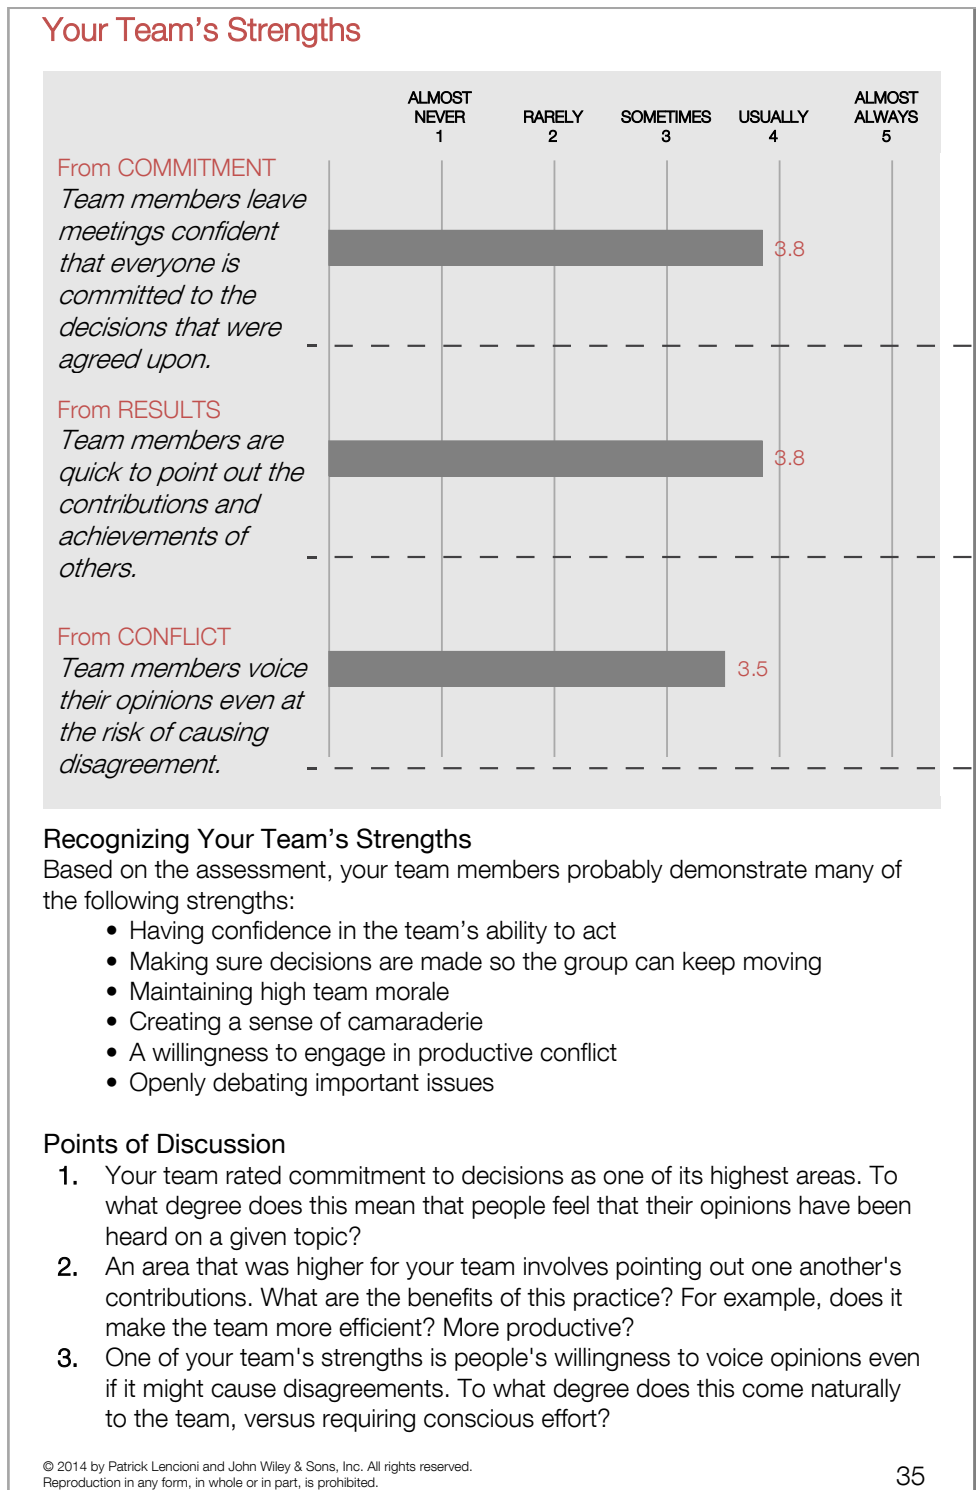 Your Team's Strengths
ALMOST NEVER 1
RARELY 2
SOMETIMES 3
USUALLY 4
ALMOST ALWAYS 5
From COMMITMENT
Team members leave
meetings confident
that everyone is
committed to the
decisions that were
agreed upon.
3.8
From RESULTS
Team members are
quick to point out the
contributions and
achievements of
others.
3.8
From CONFLICT
Team members voice
their opinions even at
the risk of causing
disagreement.
3.5
Recognizing Your Team's Strengths
Based on the assessment, your team members probably demonstrate many of
the following strengths:
• Having confidence in the team's ability to act
• Making sure decisions are made so the group can keep moving
• Maintaining high team morale
• Creating a sense of camaraderie
• A willingness to engage in productive conflict
• Openly debating important issues
Points of Discussion
1. Your team rated commitment to decisions as one of its highest areas. To
what degree does this mean that people feel that their opinions have been
heard on a given topic?
2. An area that was higher for your team involves pointing out one another's
contributions. What are the benefits of this practice? For example, does it
make the team more efficient? More productive?
3. One of your team's strengths is people's willingness to voice opinions even
if it might cause disagreements. To what degree does this come naturally
to the team, versus requiring conscious effort?
© 2014 by Patrick Lencioni and John Wiley & Sons, Inc. All rights reserved.
Reproduction in any form, in whole or in part, is prohibited.
35